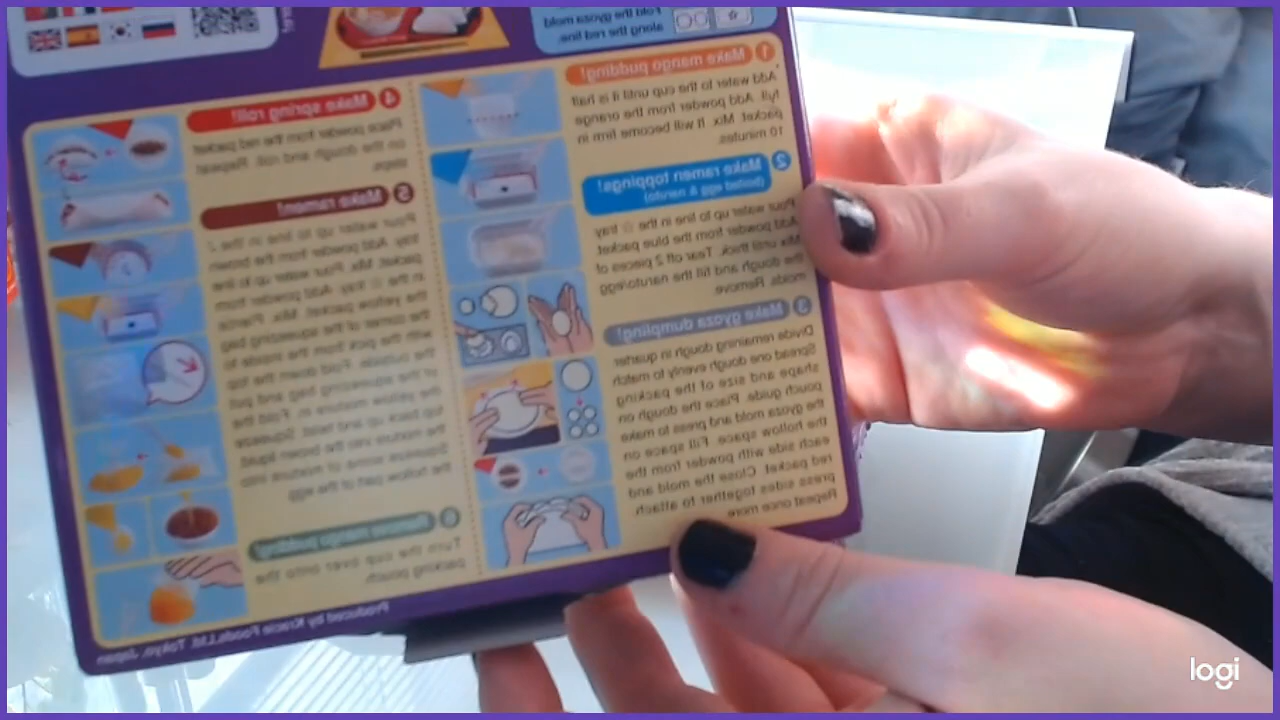 Fold the gyoza mold
along the red line.
1 Make mango pudding!
Add water to the cup until it is half
full. Add powder from the orange
packet. Mix. It will become firm in
10 minutes.
2 Make ramen toppings!
(boiled egg & naruto)
Pour water up to line in the ☆ tray
Add powder from the blue packet.
Mix until thick. Tear off 2 pieces of
the dough and fill the naruto/egg
molds. Remove.
3 Make gyoza dumpling!
Divide remaining dough in quarter
Spread one dough evenly to match
shape and size of the packing
pouch guide. Place the dough on
gyoza mold and press to make
the hollow space. Fill space on
each side with powder from the
red packet. Close the mold and
press sides together to attach
Repeat once more.
4 Make spring roll!
Place powder from the red packet
on the dough and roll. Repeat
steps
5 Make ramen!
Pour water up to line in the
tray. Add powder from the brown
packet. Mix. Pour water up to line
in the ☆ tray. Add powder from
the yellow packet. Mix. Pierce
the corner of the squeezing bag
with the pick from the inside to
the outside. Fold down the top
of the squeezing bag and put
the yellow mixture in. Fold the
top back up and twist. Squeeze
the mixture into the brown liquid.
Squeeze some of mixture into
the hollow part of the egg
6 Remove mango pudding
Turn the cup over onto the
packing pouch.
Produced by Kracie Foods,Ltd. Tokyo, Japan
logi